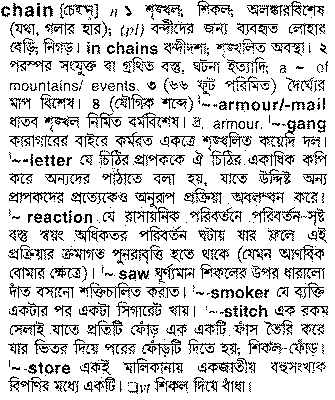 chain [চেইন্] n ১ শৃঙ্খল, শিকল; অলঙ্কারবিশেষ
(যথা, গলার হার); (pl) বন্দীদের জন্য ব্যবহৃত লোহার
বেড়ি; নিগড়। in chains বন্দীদশা; শৃঙ্খলিত অবস্থা। ২
পরস্পর সংযুক্ত বা গ্রথিত বস্তু, ঘটনা ইত্যাদি; a ~ of
mountains/ events. ৩ (৬৬ ফুট পরিমিত) দৈর্ঘ্যের
মাপ বিশেষ। ৪ (যৌগিক শব্দে) '~-armour/-mail
ধাতব শৃঙ্খল নির্মিত বর্মবিশেষ। দ্র. armour. '~-gang
কারাগারের বাইরে কর্মরত একত্রে শৃঙ্খলিত কয়েদি দল।
'~-letter যে চিঠির প্রাপককে ঐ চিঠির একাধিক কপি
করে অন্যদের পাঠাতে বলা হয়, যাতে উদ্দিষ্ট অন্য
প্রাপকদের প্রত্যেকেও অনুরূপ প্রক্রিয়া অবলম্বন করে।
'~ reaction যে রাসায়নিক পরিবর্তনে পরিবর্তন-সৃষ্ট
বস্তু স্বয়ং অধিকতর পরিবর্তন ঘটায় যার ফলে এই
প্রক্রিয়ার ক্রমাগত পুনরাবৃত্তি হতে থাকে (যেমন আণবিক
বোমার ক্ষেত্রে)। '~ saw ঘূর্ণ্যমান শিকলের উপর ধারালো
দাঁত বসানো শক্তিচালিত করাত। '~-smoker যে ব্যক্তি
একটার পর একটা সিগারেট খায়। '~-stitch এক রকম
সেলাই যাতে প্রতিটি ফোঁড় এক একটি ফাঁস তৈরি করে
যার ভিতর দিয়ে পরের ফোঁড়টি দিতে হয়; শিকল-ফোঁড়।
'~-store একই মালিকানায় একজাতীয় বহুসংখ্যক
বিপণির মধ্যে একটি। □vt শিকল দিয়ে বাঁধা।